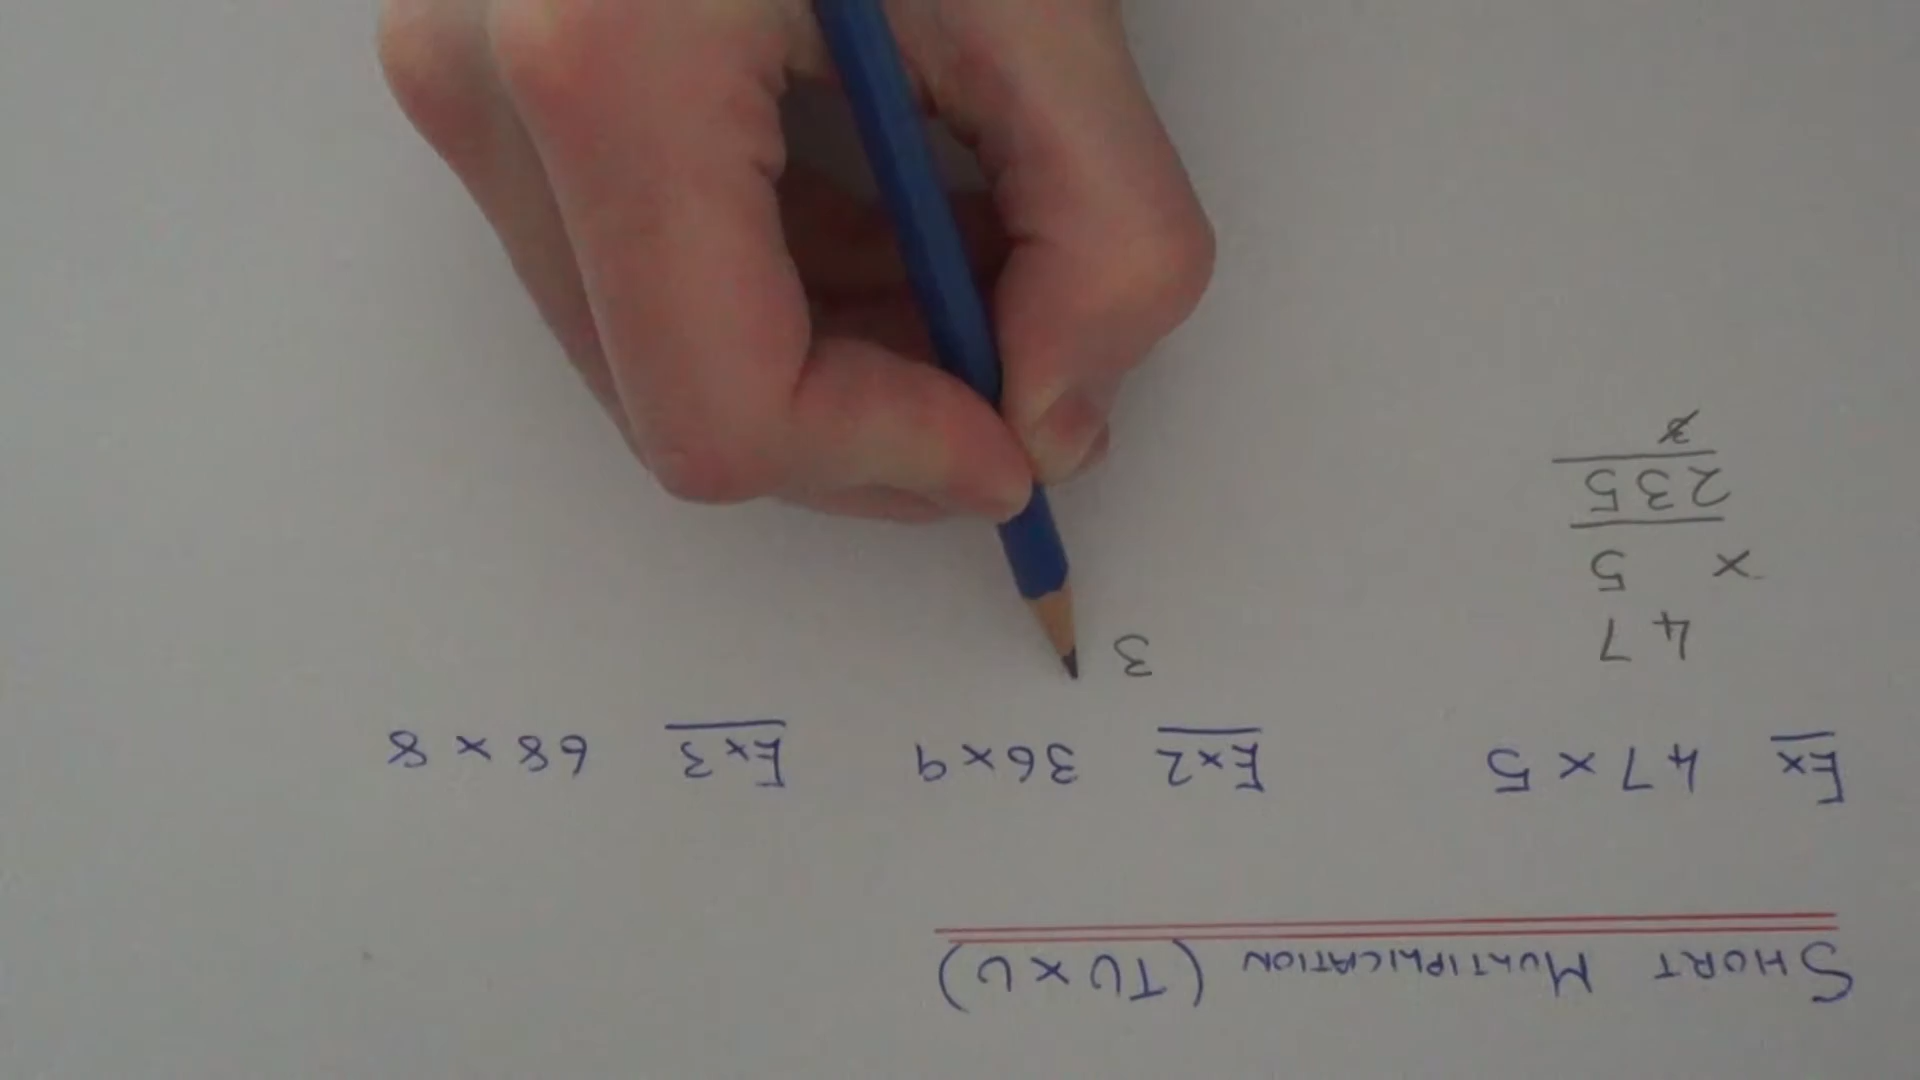 SHORT MULTIPLICATION (TU x U)
Ex 47 x 5 Ex2 36 x 9 Ex3 68 x 8
47 3
x 5
235
3